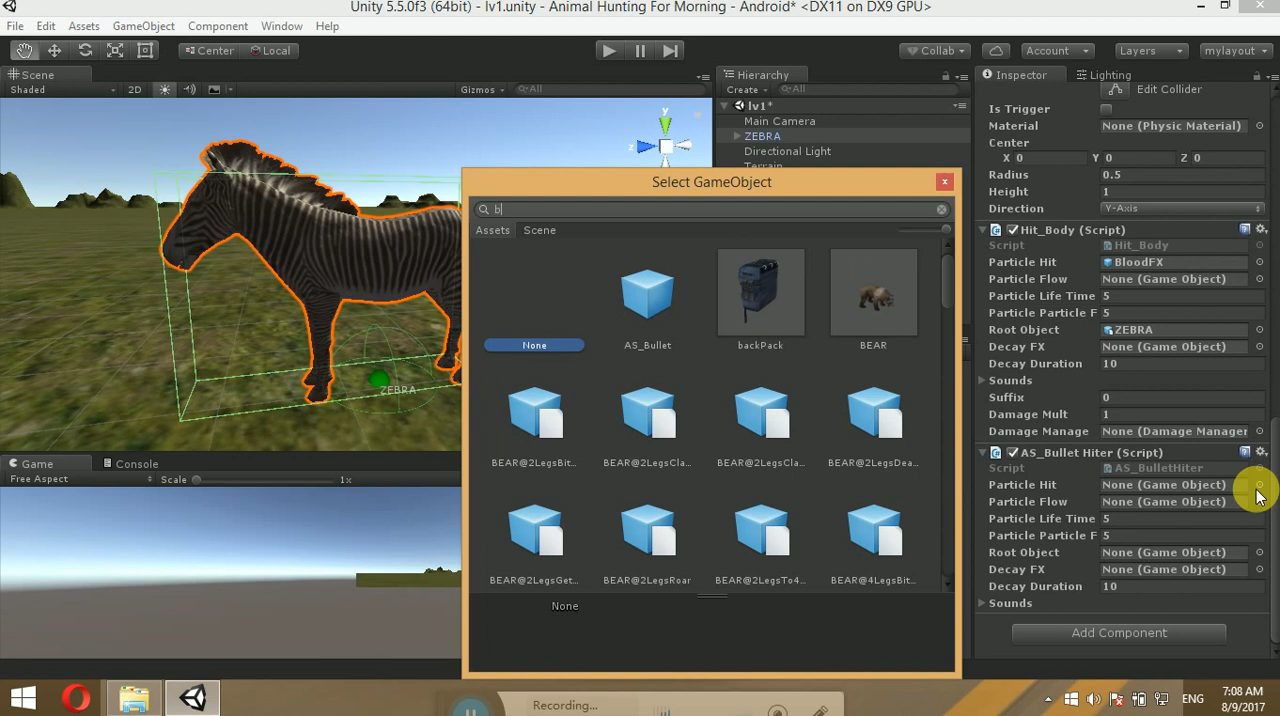 Unity 5.5.0f3 (64bit) - lv1.unity - Animal Hunting For Morning - Android* <DX11 on DX9 GPU>
File Edit Assets GameObject Component Window Help
Center Local Collab Account Layers mylayout
Scene Hierarchy Inspector Lighting
Shaded 2D Gizmos All Create All Edit Collider
lv1*
Is Trigger
Main Camera
Material None (Physic Material)
ZEBRA
Center
Directional Light
X 0 Y 0 Z 0
Terrain
Radius 0.5
Height 1
Direction Y-Axis
y
z
Select GameObject
b
Assets Scene
None
AS_Bullet
backPack
BEAR
BEAR@2LegsBit...
BEAR@2LegsCla...
BEAR@2LegsCla...
BEAR@2LegsDea...
BEAR@2LegsGet...
BEAR@2LegsRoar
BEAR@2LegsTo4...
BEAR@4LegsBit...
None
Hit_Body (Script)
Script Hit_Body
Particle Hit BloodFX
Particle Flow None (Game Object)
Particle Life Time 5
Particle Particle F 5
Root Object ZEBRA
Decay FX None (Game Object)
Decay Duration 10
Sounds
Suffix 0
Damage Mult 1
Damage Manage None (Damage Manager
AS_Bullet Hiter (Script)
Script AS_BulletHiter
Particle Hit None (Game Object)
Particle Flow None (Game Object)
Particle Life Time 5
Particle Particle F 5
Root Object None (Game Object)
Decay FX None (Game Object)
Decay Duration 10
Sounds
Add Component
ZEBRA
Game Console
Free Aspect Scale 1x
Recording...
ENG
7:08 AM
8/9/2017